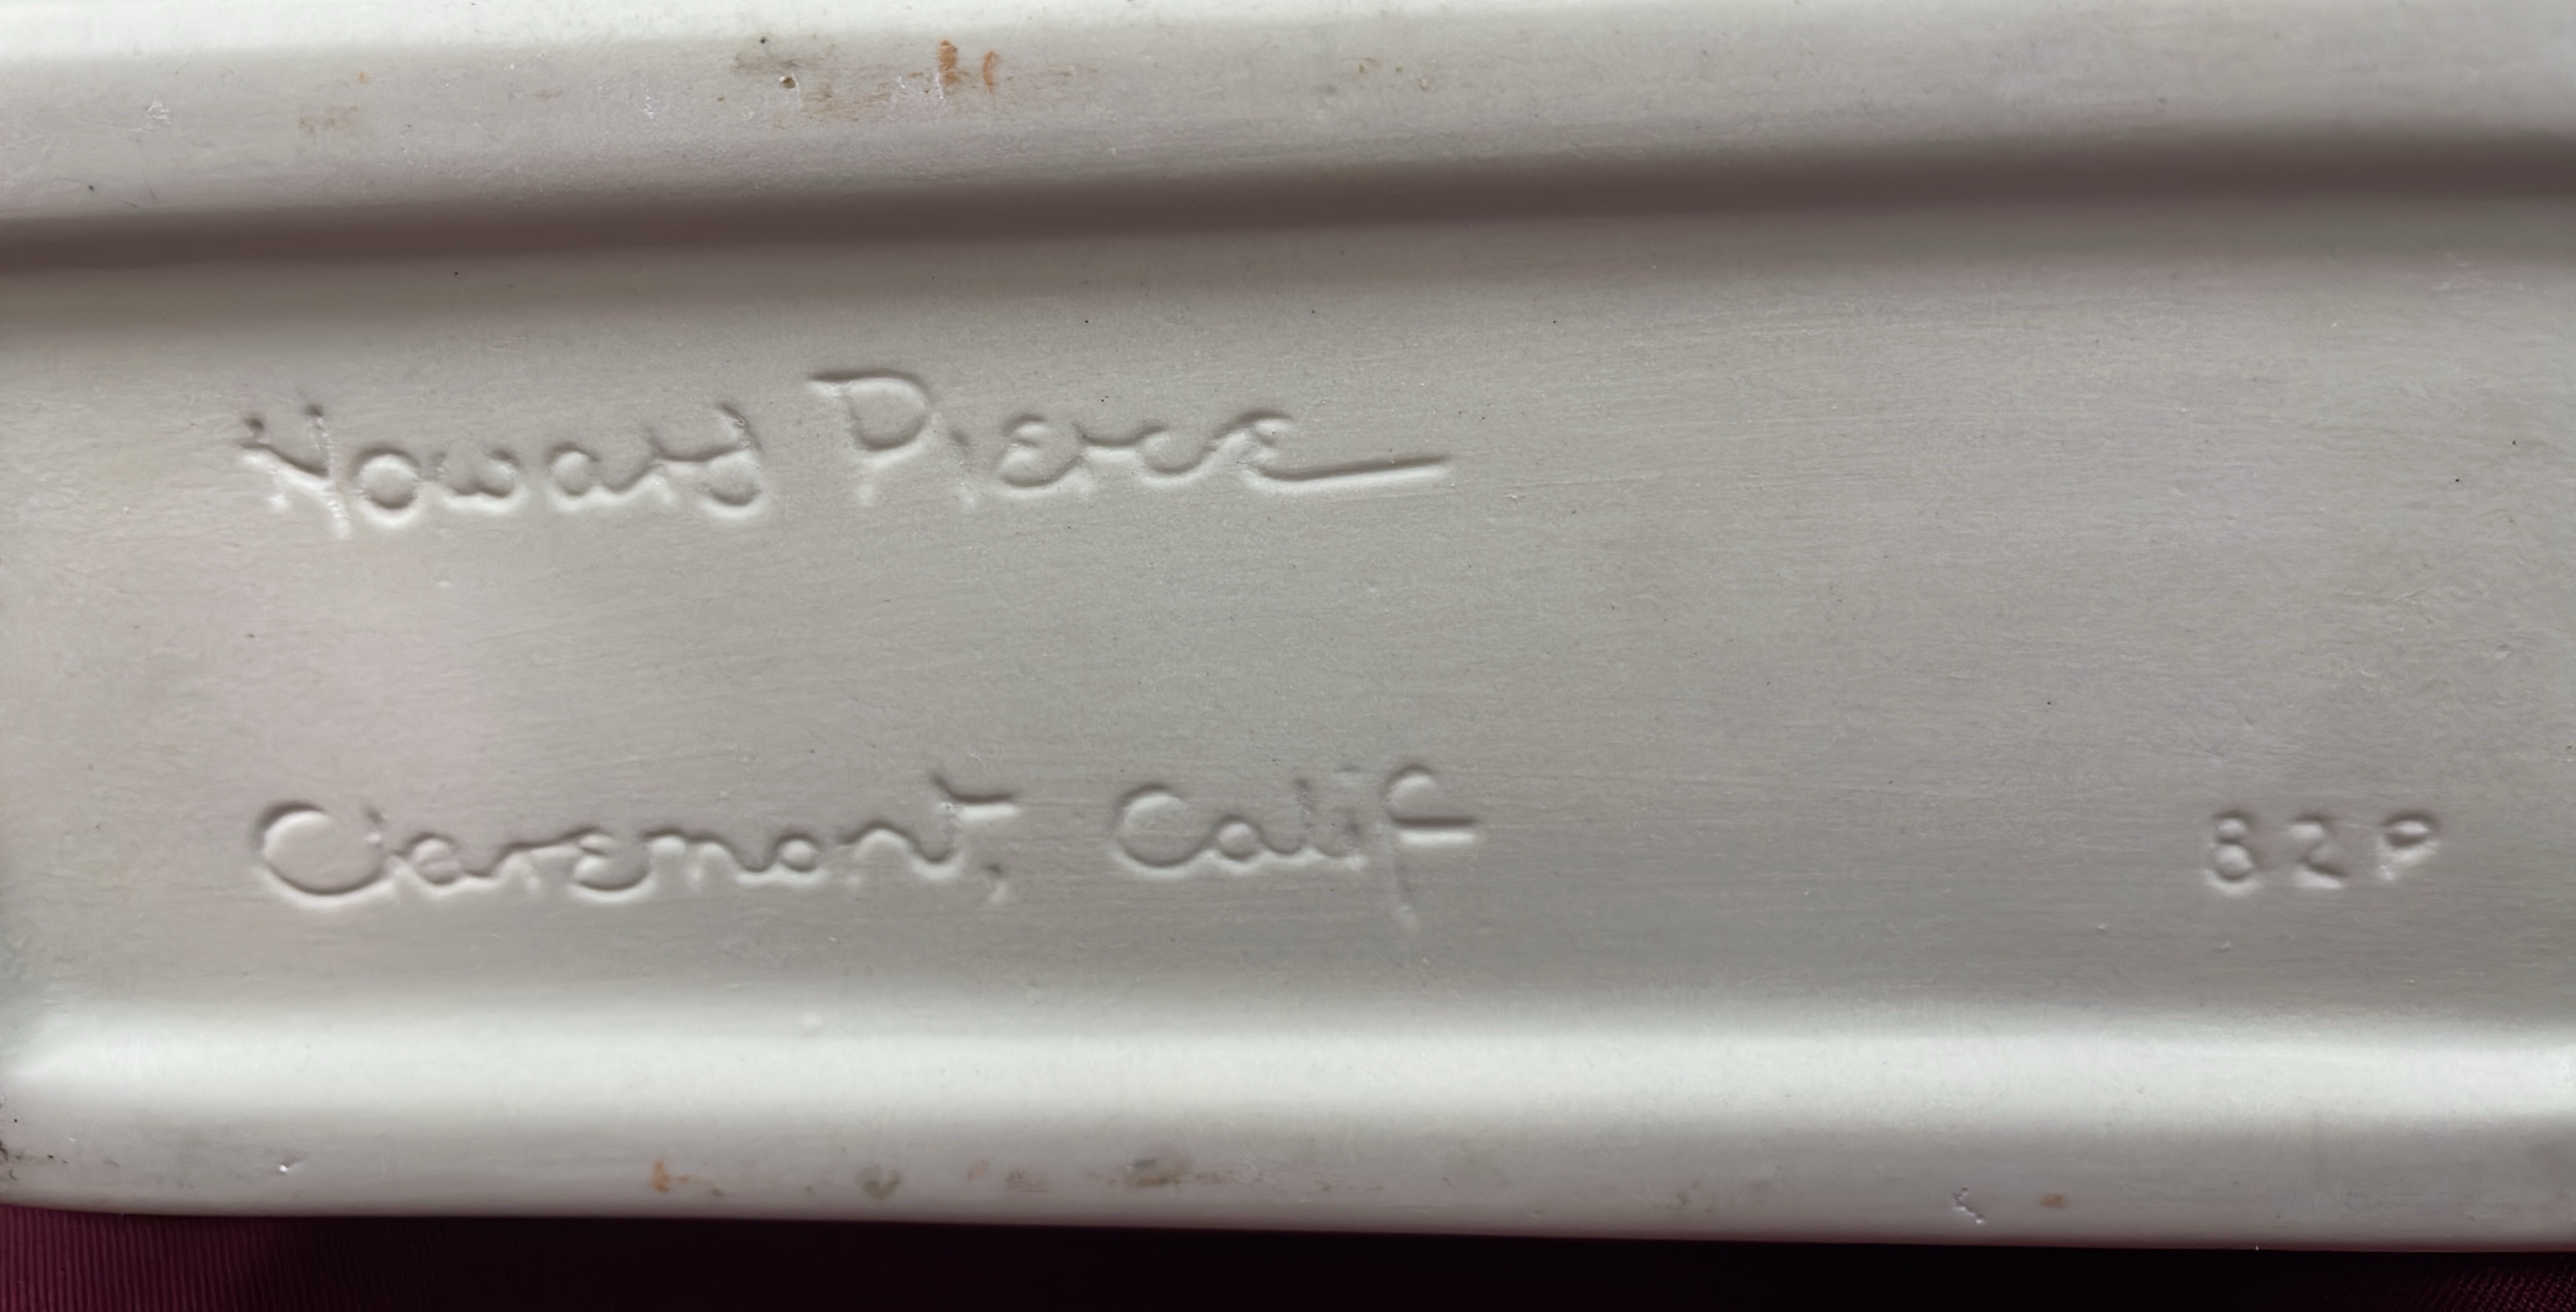 Howard Pierce
Claremont, Calif 82P